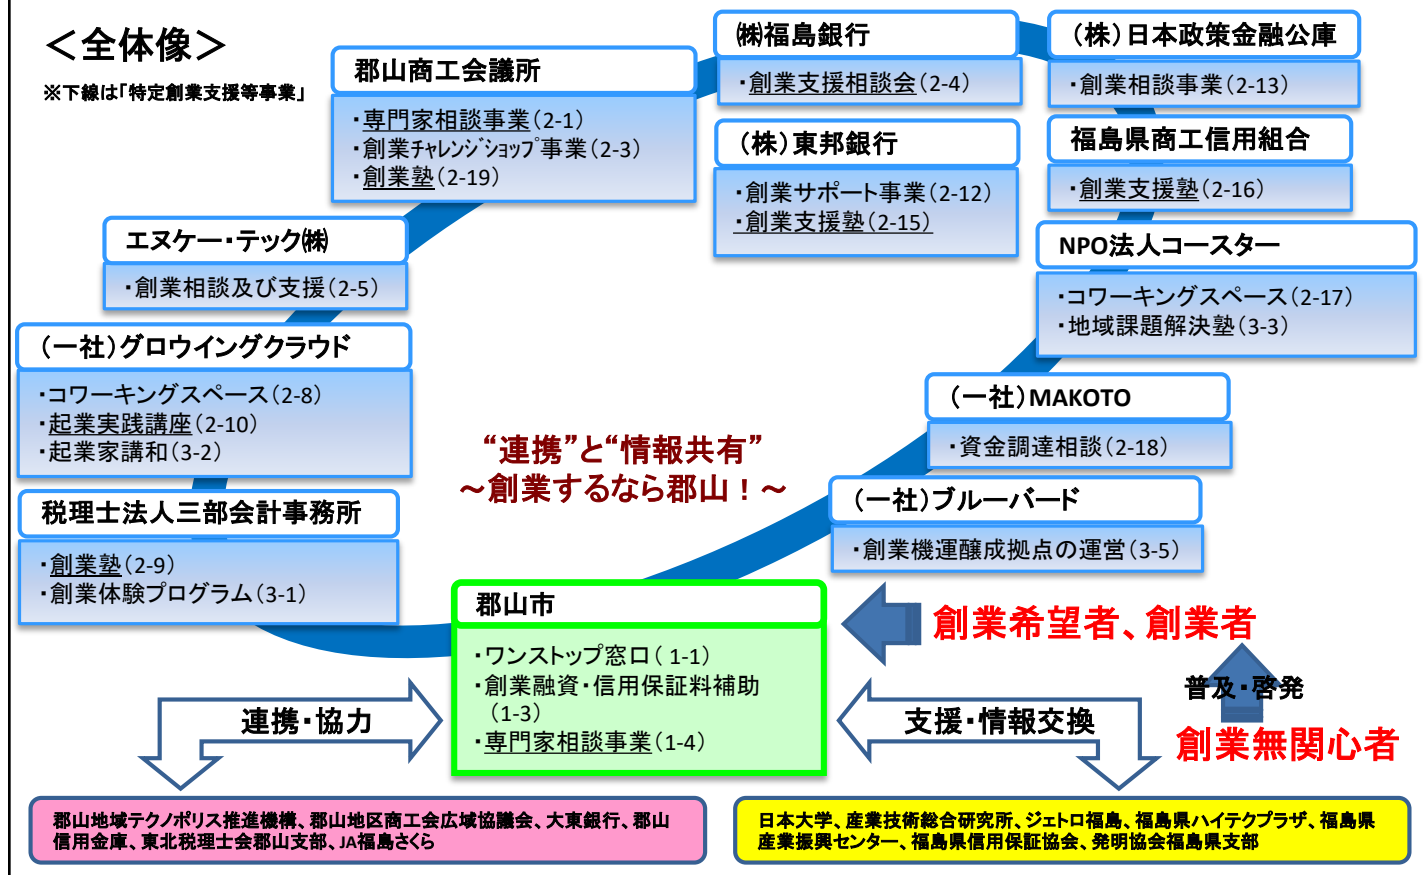 ＜全体像＞
※下線は「特定創業支援等事業」
郡山商工会議所
・専門家相談事業（2-1）
・創業ﾁｬﾚﾝｼﾞｼｮｯﾌﾟ事業（2-3）
・創業塾（2-19）
㈱福島銀行
・創業支援相談会（2-4）
（株）東邦銀行
・創業サポート事業（2-12）
・創業支援塾（2-15）
（株）日本政策金融公庫
・創業相談事業（2-13）
福島県商工信用組合
・創業支援塾（2-16）
NPO法人コースター
・コワーキングスペース（2-17）
・地域課題解決塾（3-3）
エヌケー・テック㈱
・創業相談及び支援（2-5）
（一社）グロウイングクラウド
・コワーキングスペース（2-8）
・起業実践講座（2-10）
・起業家講和（3-2）
税理士法人三部会計事務所
・創業塾（2-9）
・創業体験プログラム（3-1）
“連携”と“情報共有”
～創業するなら郡山！～
（一社）MAKOTO
・資金調達相談（2-18）
（一社）ブルーバード
・創業機運醸成拠点の運営（3-5）
郡山市
・ワンストップ窓口（ 1-1）
・創業融資・信用保証料補助
（1-3）
・専門家相談事業（1-4）
創業希望者、創業者
普及・啓発
創業無関心者
連携・協力
支援・情報交換
郡山地域テクノポリス推進機構、郡山地区商工会広域協議会、大東銀行、郡山
信用金庫、東北税理士会郡山支部、JA福島さくら
日本大学、産業技術総合研究所、ジェトロ福島、福島県ハイテクプラザ、福島県
産業振興センター、福島県信用保証協会、発明協会福島県支部